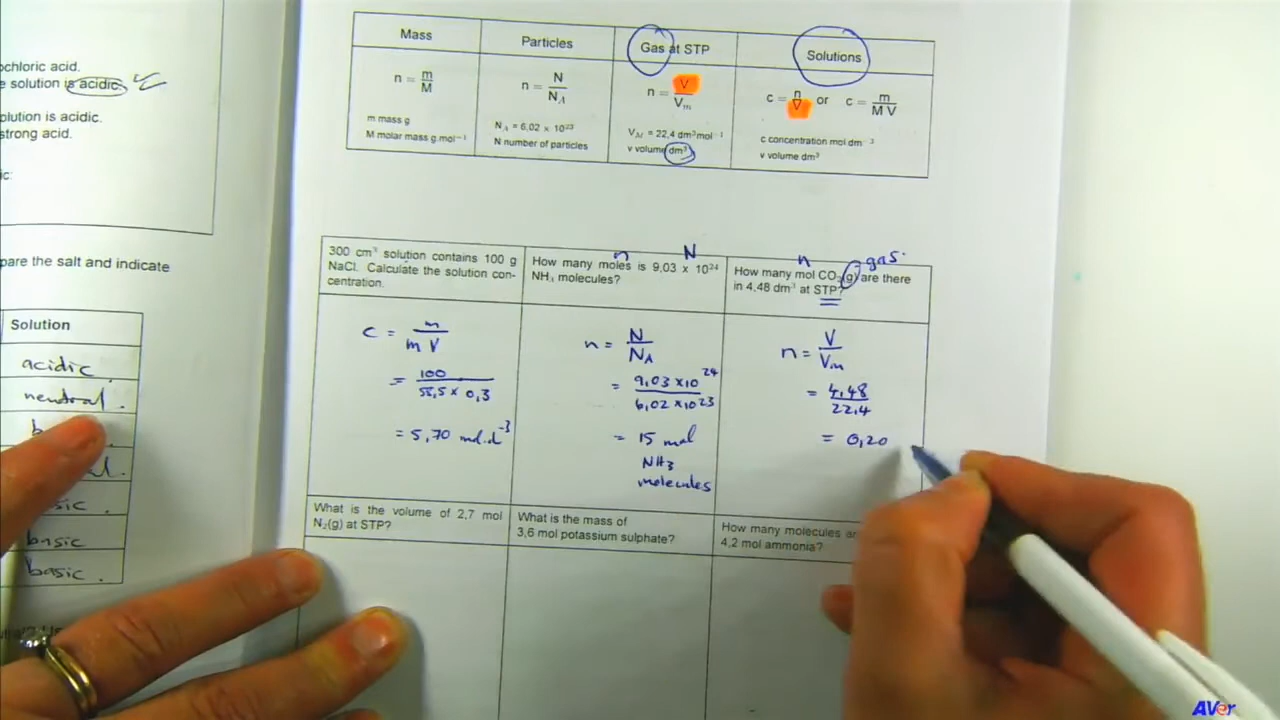 ochloric acid.
e solution is acidic.
olution is acidic.
strong acid.
ic:
pare the salt and indicate
Solution
acidic
neutral.
b
l.
sic.
basic
basic.
Mass
Particles
Gas at STP
Solutions
n = m/M
m mass g
M molar mass g.mol⁻¹
n = N/N_A
N_A = 6,02 × 10²³
N number of particles
n = V/V_m
V_M = 22,4 dm³mol⁻¹
v volume dm³
c = n/V or c = m/MV
c concentration mol dm⁻³
v volume dm³
300 cm³ solution contains 100 g
NaCl. Calculate the solution con-
centration.
c = m/mV
= 100/55,5 × 0,3
= 5,70 mol.d⁻³
n N
How many moles is 9,03 x 10²⁴
NH₃ molecules?
n = N/N_A
= 9,03 × 10²⁴/6,02 × 10²³
= 15 mol
NH3
molecules
n gas.
How many mol CO₂(g) are there
in 4,48 dm³ at STP?
n = V/Vm
= 4,48/22,4
= 0,20
What is the volume of 2,7 mol
N₂(g) at STP?
What is the mass of
3,6 mol potassium sulphate?
How many molecules a
4,2 mol ammonia?
AVer